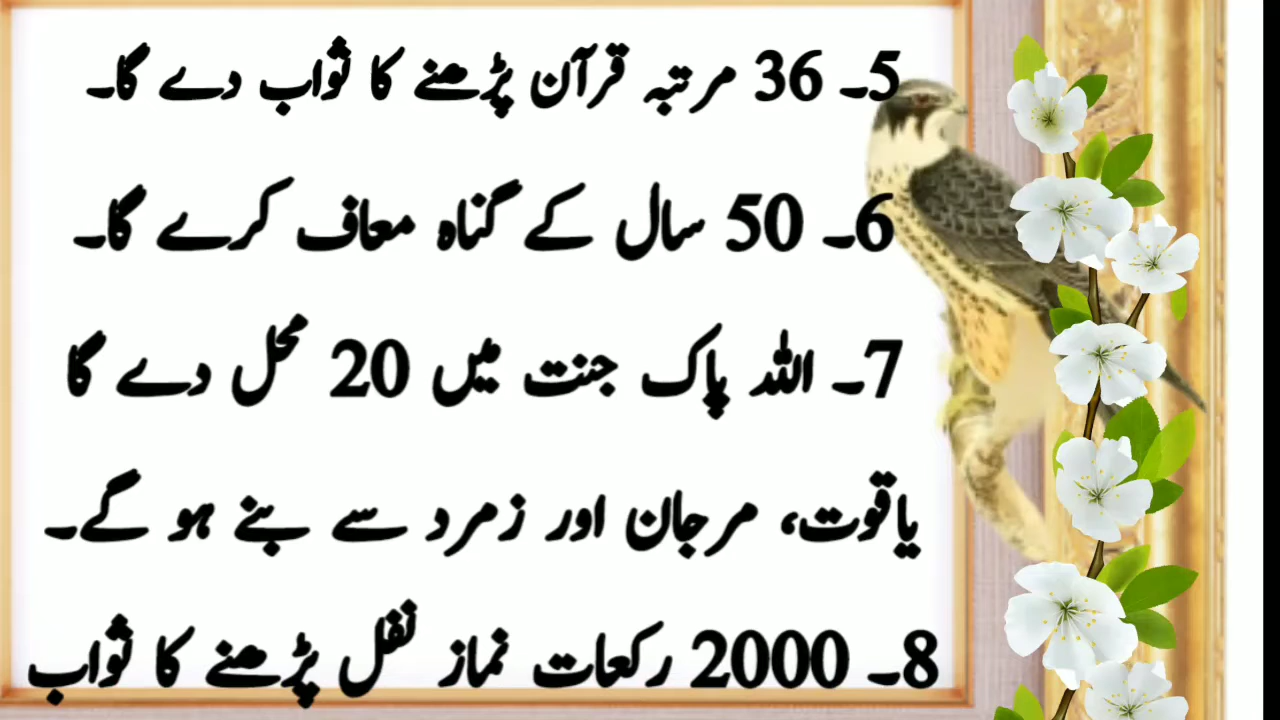 5۔ 36 مرتبہ قرآن پڑھنے کا ثواب دے گا۔
6۔ 50 سال کے گناہ معاف کرے گا۔
7۔ اللہ پاک جنت میں 20 محل دے گا
یاقوت، مرجان اور زمرد سے بنے ہو گے۔
8۔ 2000 رکعات نماز نفل پڑھنے کا ثواب